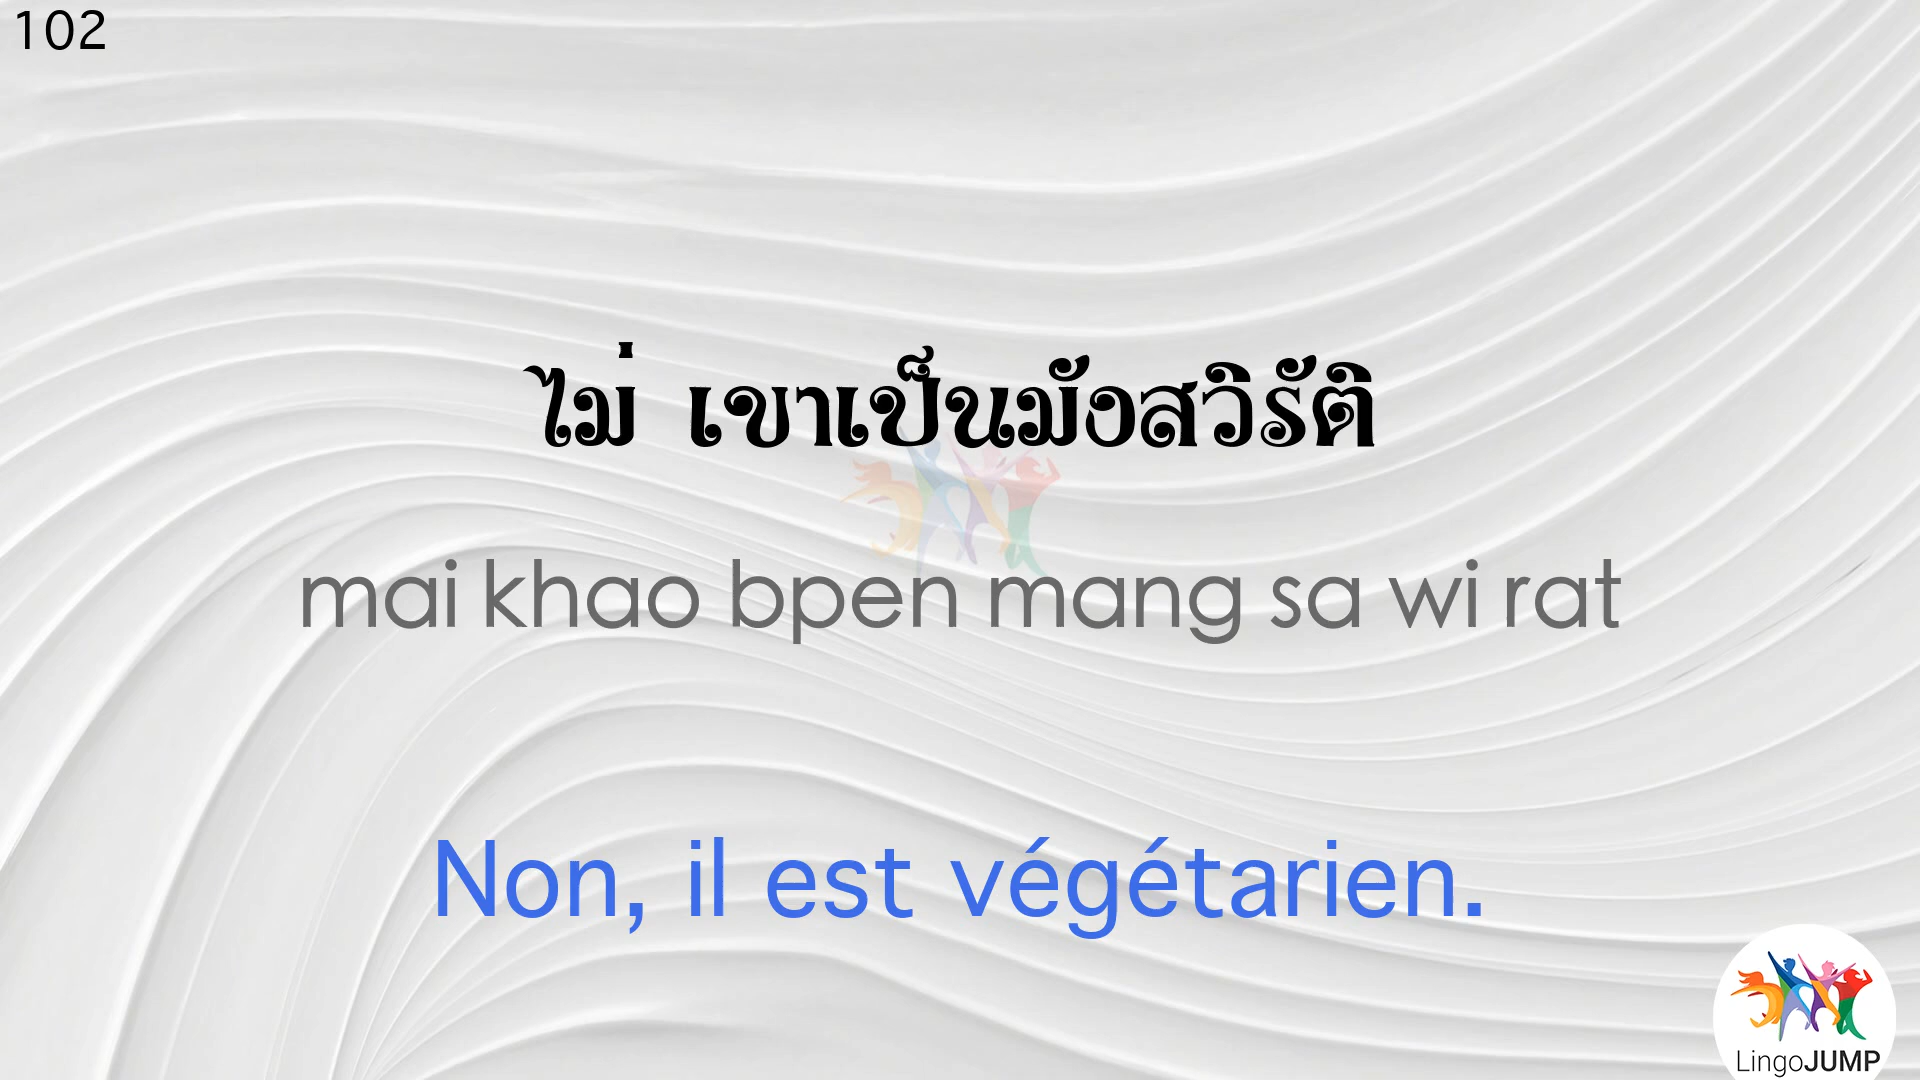 102
ไม่ เขาเป็นมังสวิรัติ
mai khao bpen mang sa wi rat
Non, il est végétarien.
LingoJUMP